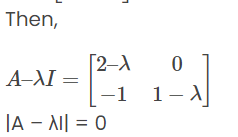 Then,
A–λI = [2–λ 0
–1 1 – λ]
|A – λI| = 0